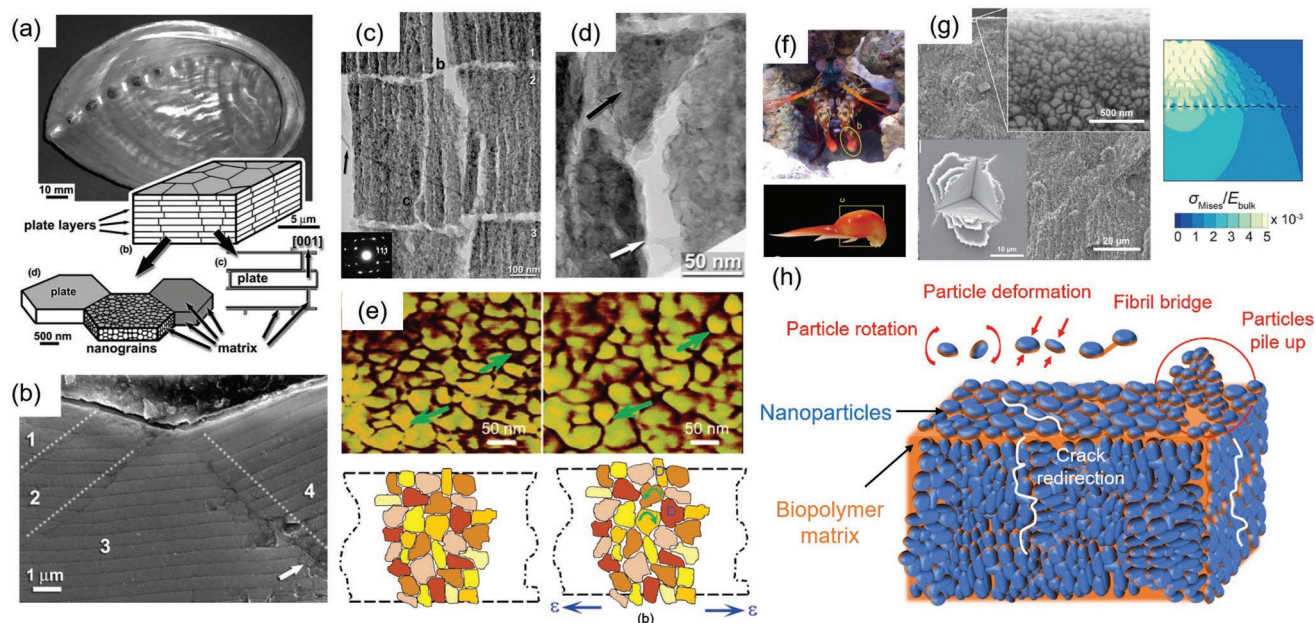 (a)
10 mm
plate layers
5 μm
(b)
[001]
(c)
plate
(d)
plate
500 nm
nanograins
matrix
(b)
1
2
3
4
1 μm
(c)
b
1
2
c
3
111
100 nm
(d)
50 nm
(e)
50 nm
50 nm
D
D
ε
ε
(b)
(f)
b
c
(g)
500 nm
10 μm
20 μm
σMises/Ebulk
0 1 2 3 4 5 x 10-3
(h)
Particle deformation
Fibril bridge
Particle rotation
Particles
pile up
Nanoparticles
Crack
redirection
Biopolymer
matrix